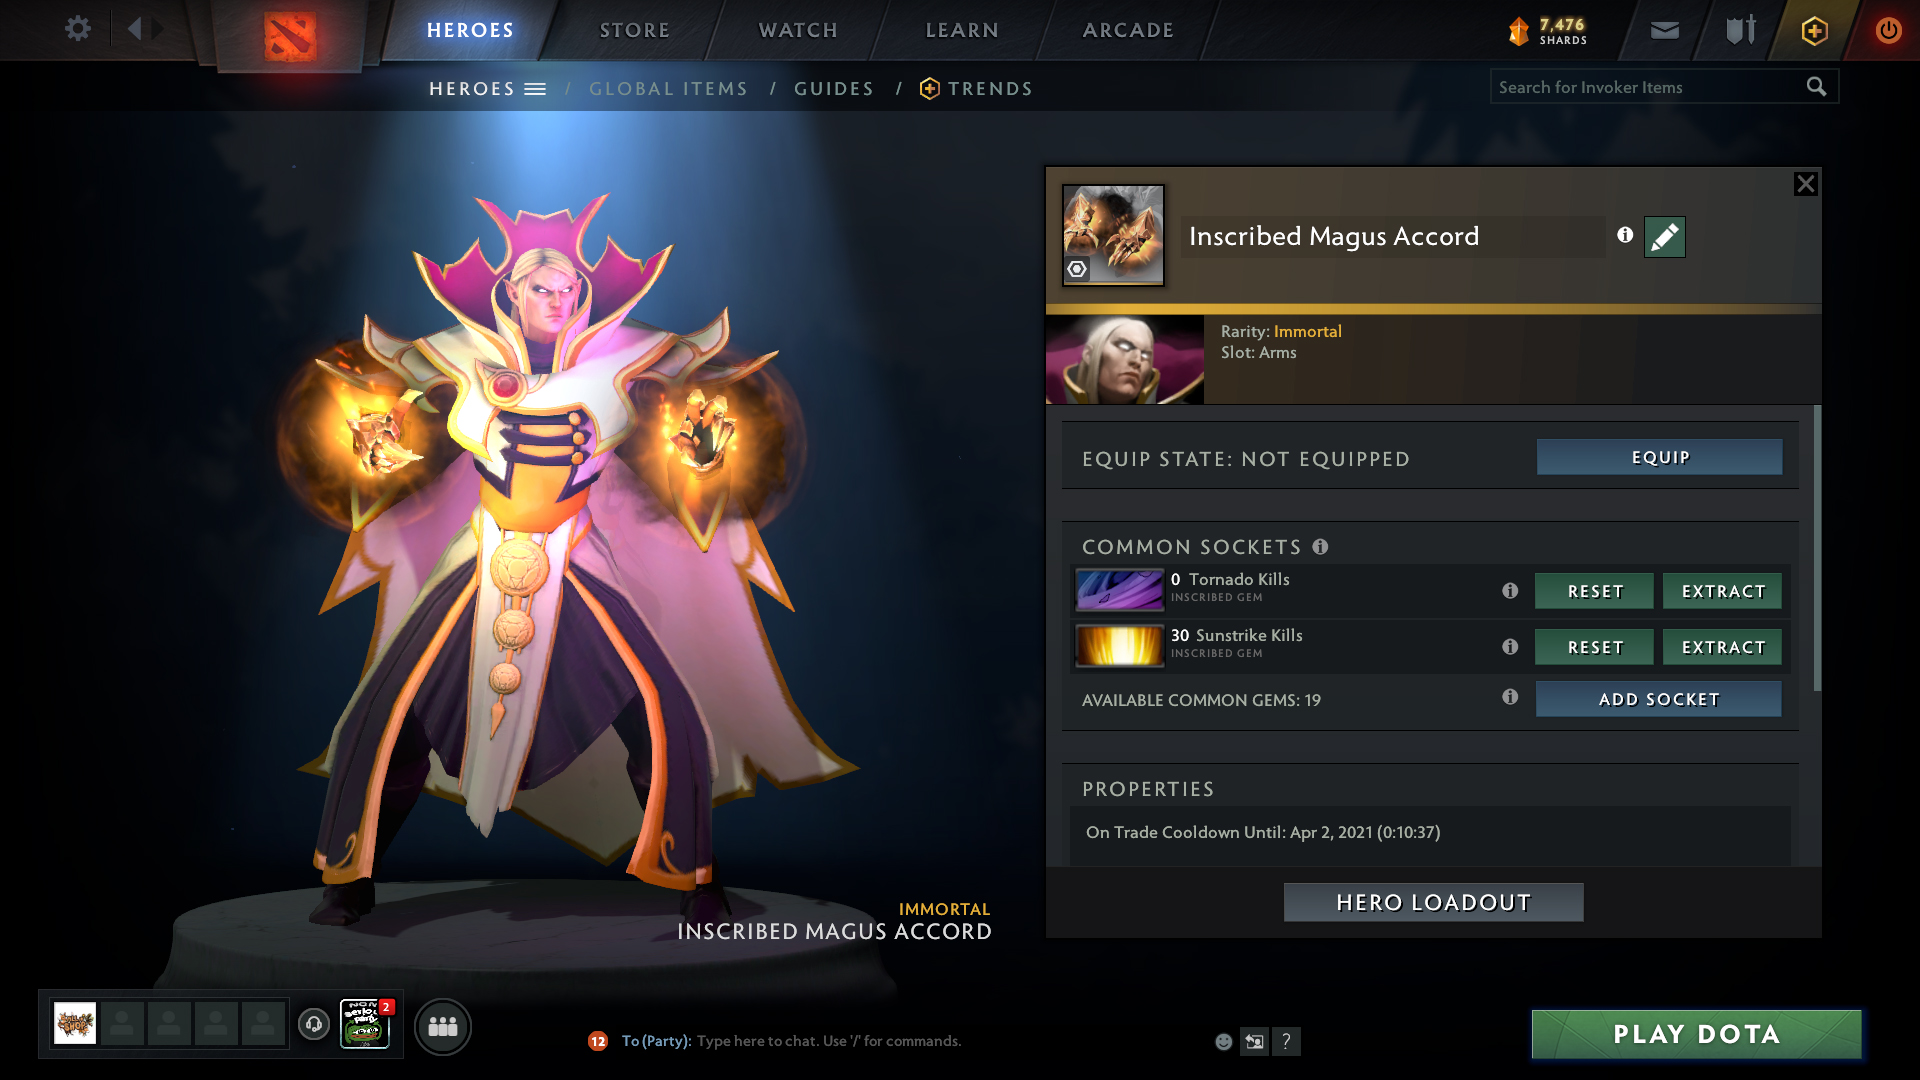 HEROES
STORE
WATCH
LEARN
ARCADE
7,476
SHARDS
HEROES / GLOBAL ITEMS / GUIDES / TRENDS
Search for Invoker Items
Inscribed Magus Accord
Rarity: Immortal
Slot: Arms
EQUIP STATE: NOT EQUIPPED
EQUIP
COMMON SOCKETS
0 Tornado Kills
INSCRIBED GEM
RESET
EXTRACT
30 Sunstrike Kills
INSCRIBED GEM
RESET
EXTRACT
AVAILABLE COMMON GEMS: 19
ADD SOCKET
PROPERTIES
On Trade Cooldown Until: Apr 2, 2021 (0:10:37)
HERO LOADOUT
IMMORTAL
INSCRIBED MAGUS ACCORD
2
12
To (Party): Type here to chat. Use '/' for commands.
?
PLAY DOTA